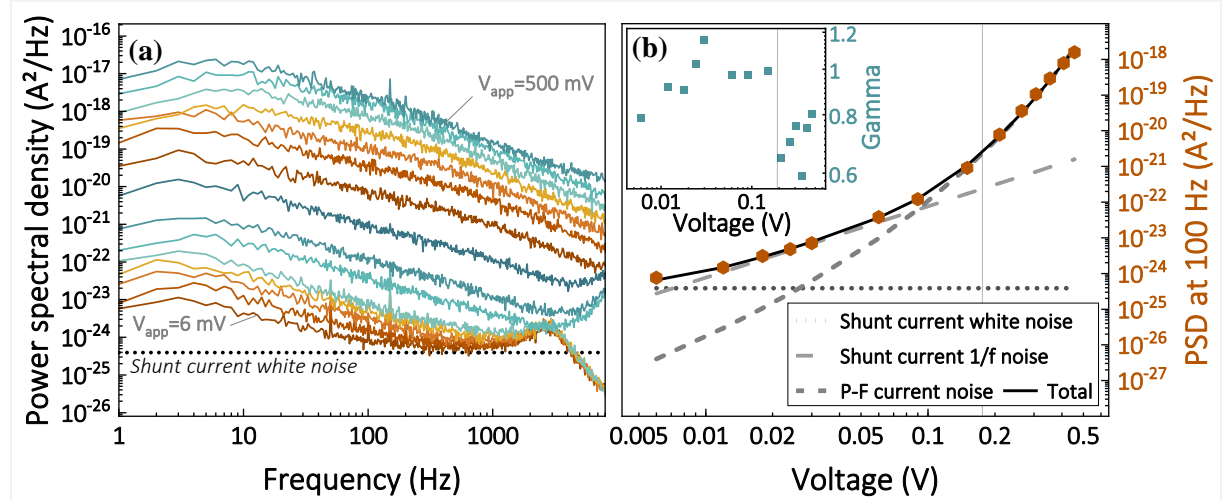 (a)
Power spectral density (A²/Hz)
10⁻¹⁶
10⁻¹⁷
10⁻¹⁸
10⁻¹⁹
10⁻²⁰
10⁻²¹
10⁻²²
10⁻²³
10⁻²⁴
10⁻²⁵
10⁻²⁶
V_app=500 mV
V_app=6 mV
Shunt current white noise
1 10 100 1000
Frequency (Hz)
(b)
1.2
1
0.8
0.6
Gamma
0.01 0.1
Voltage (V)
Shunt current white noise
Shunt current 1/f noise
P-F current noise
Total
10⁻¹⁸
10⁻¹⁹
10⁻²⁰
10⁻²¹
10⁻²²
10⁻²³
10⁻²⁴
10⁻²⁵
10⁻²⁶
10⁻²⁷
PSD at 100 Hz (A²/Hz)
0.005 0.01 0.02 0.05 0.1 0.2 0.5
Voltage (V)